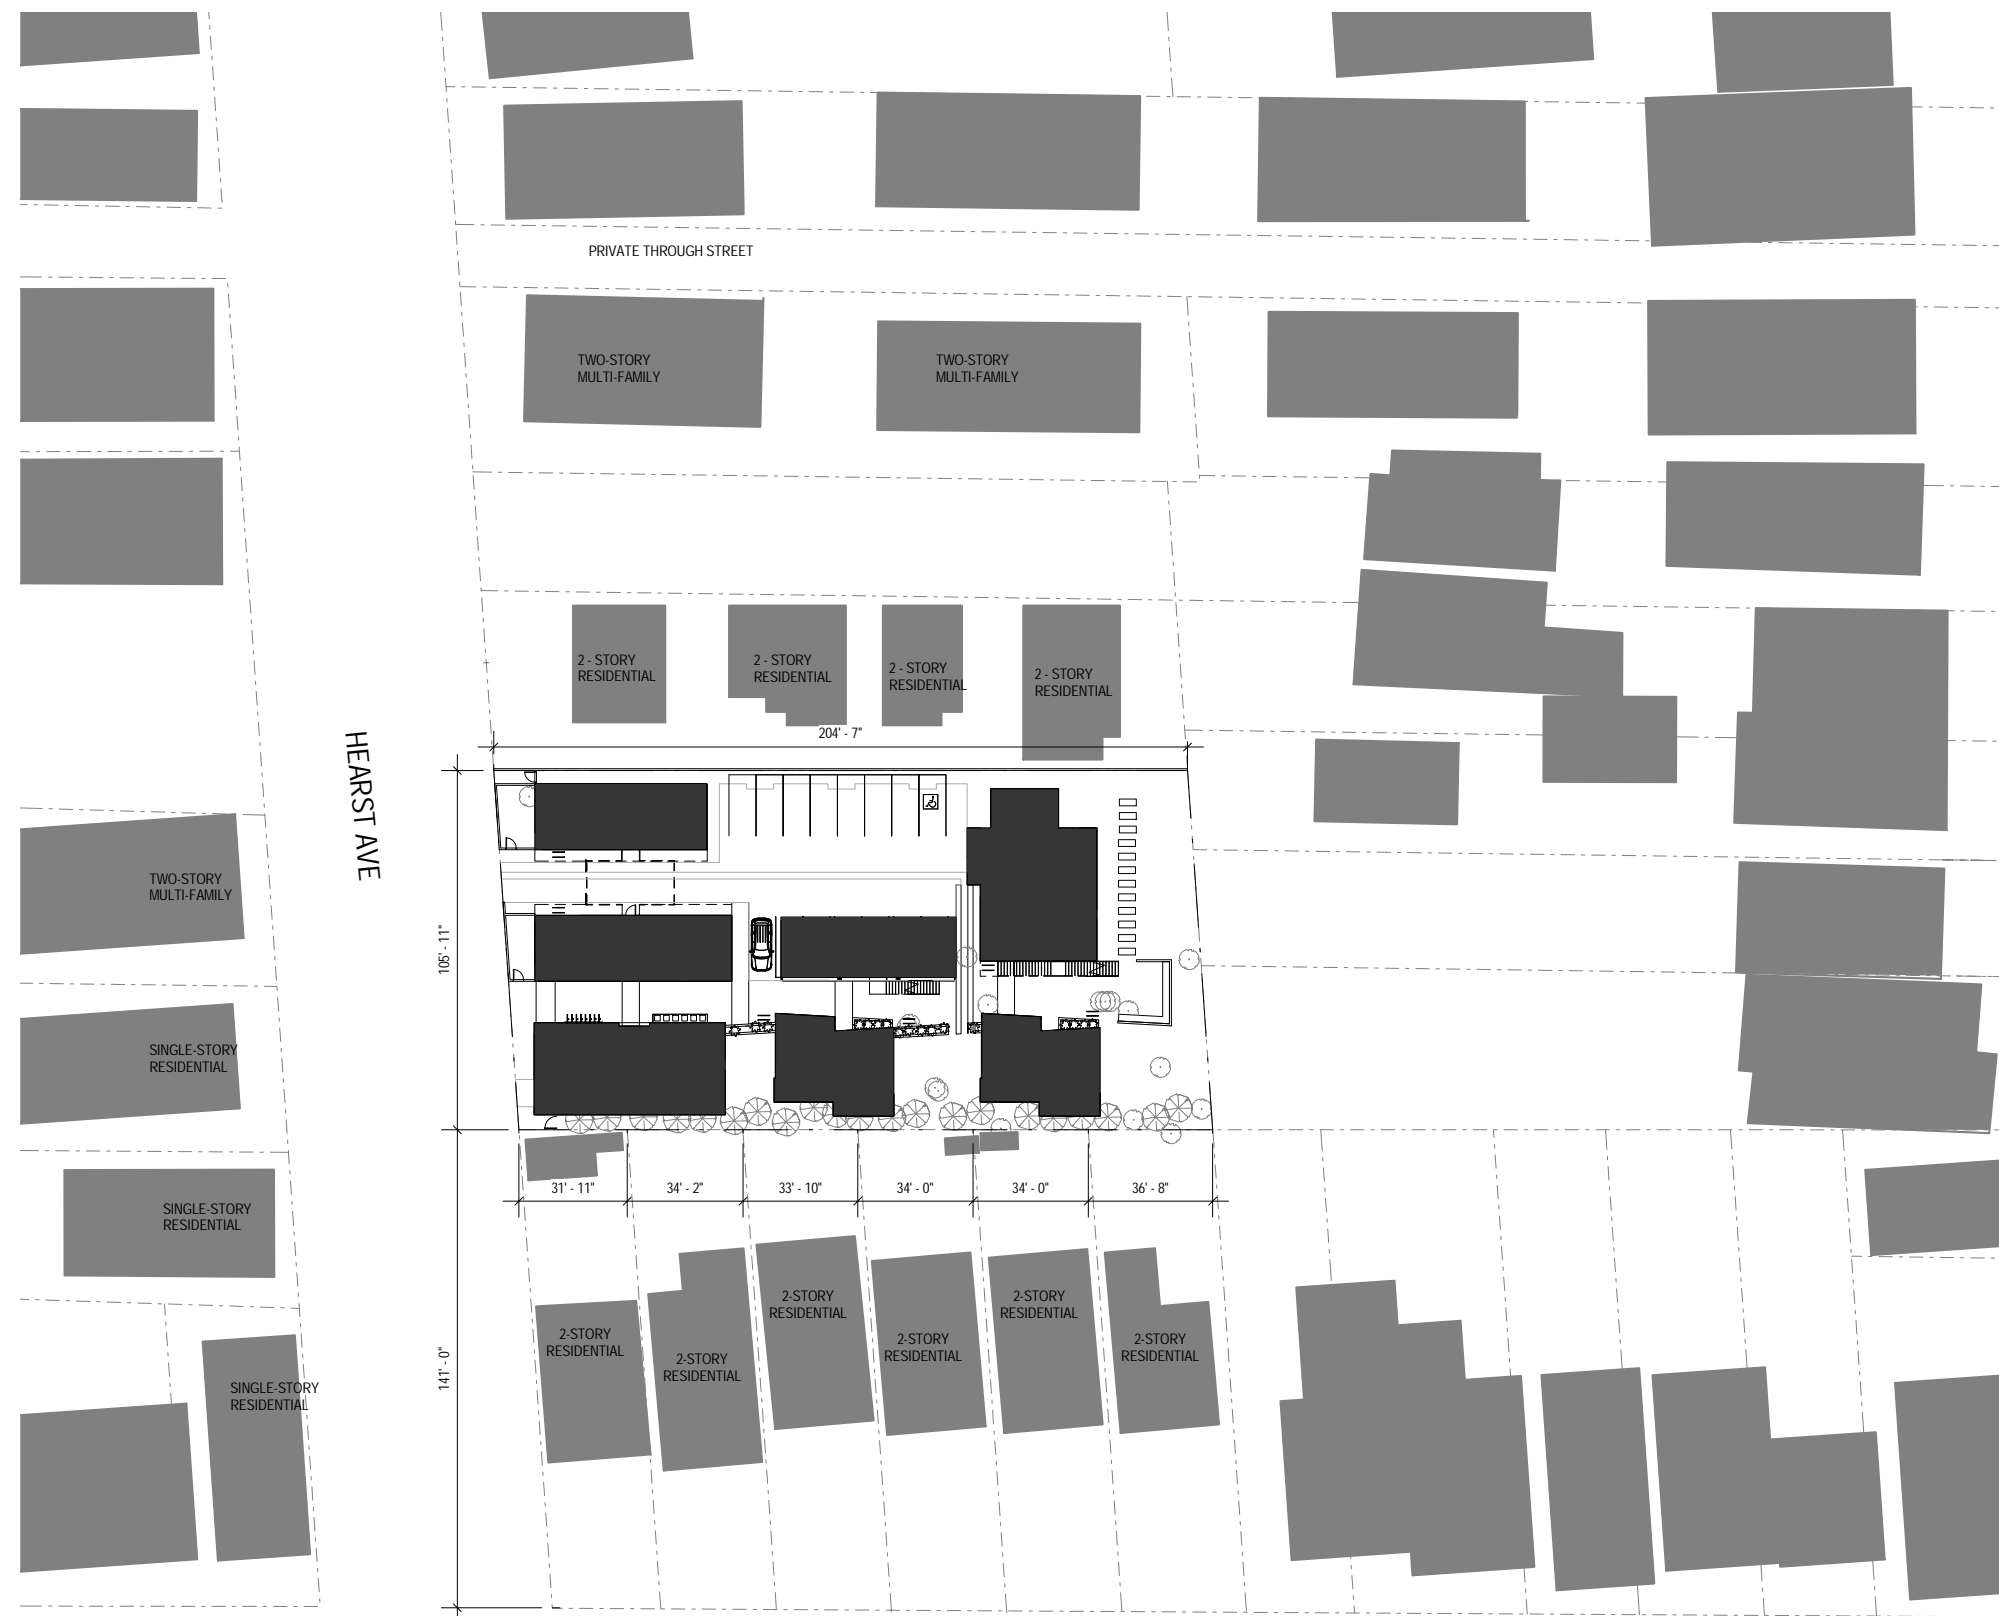 PRIVATE THROUGH STREET
TWO-STORY
MULTI-FAMILY
TWO-STORY
MULTI-FAMILY
2 - STORY
RESIDENTIAL
2 - STORY
RESIDENTIAL
2 - STORY
RESIDENTIAL
2 - STORY
RESIDENTIAL
204' - 7"
HEARST AVE
TWO-STORY
MULTI-FAMILY
105' - 11"
SINGLE-STORY
RESIDENTIAL
31' - 11"
34' - 2"
33' - 10"
34' - 0"
34' - 0"
36' - 8"
SINGLE-STORY
RESIDENTIAL
2-STORY
RESIDENTIAL
2-STORY
RESIDENTIAL
2-STORY
RESIDENTIAL
2-STORY
RESIDENTIAL
2-STORY
RESIDENTIAL
2-STORY
RESIDENTIAL
141' - 0"
SINGLE-STORY
RESIDENTIAL